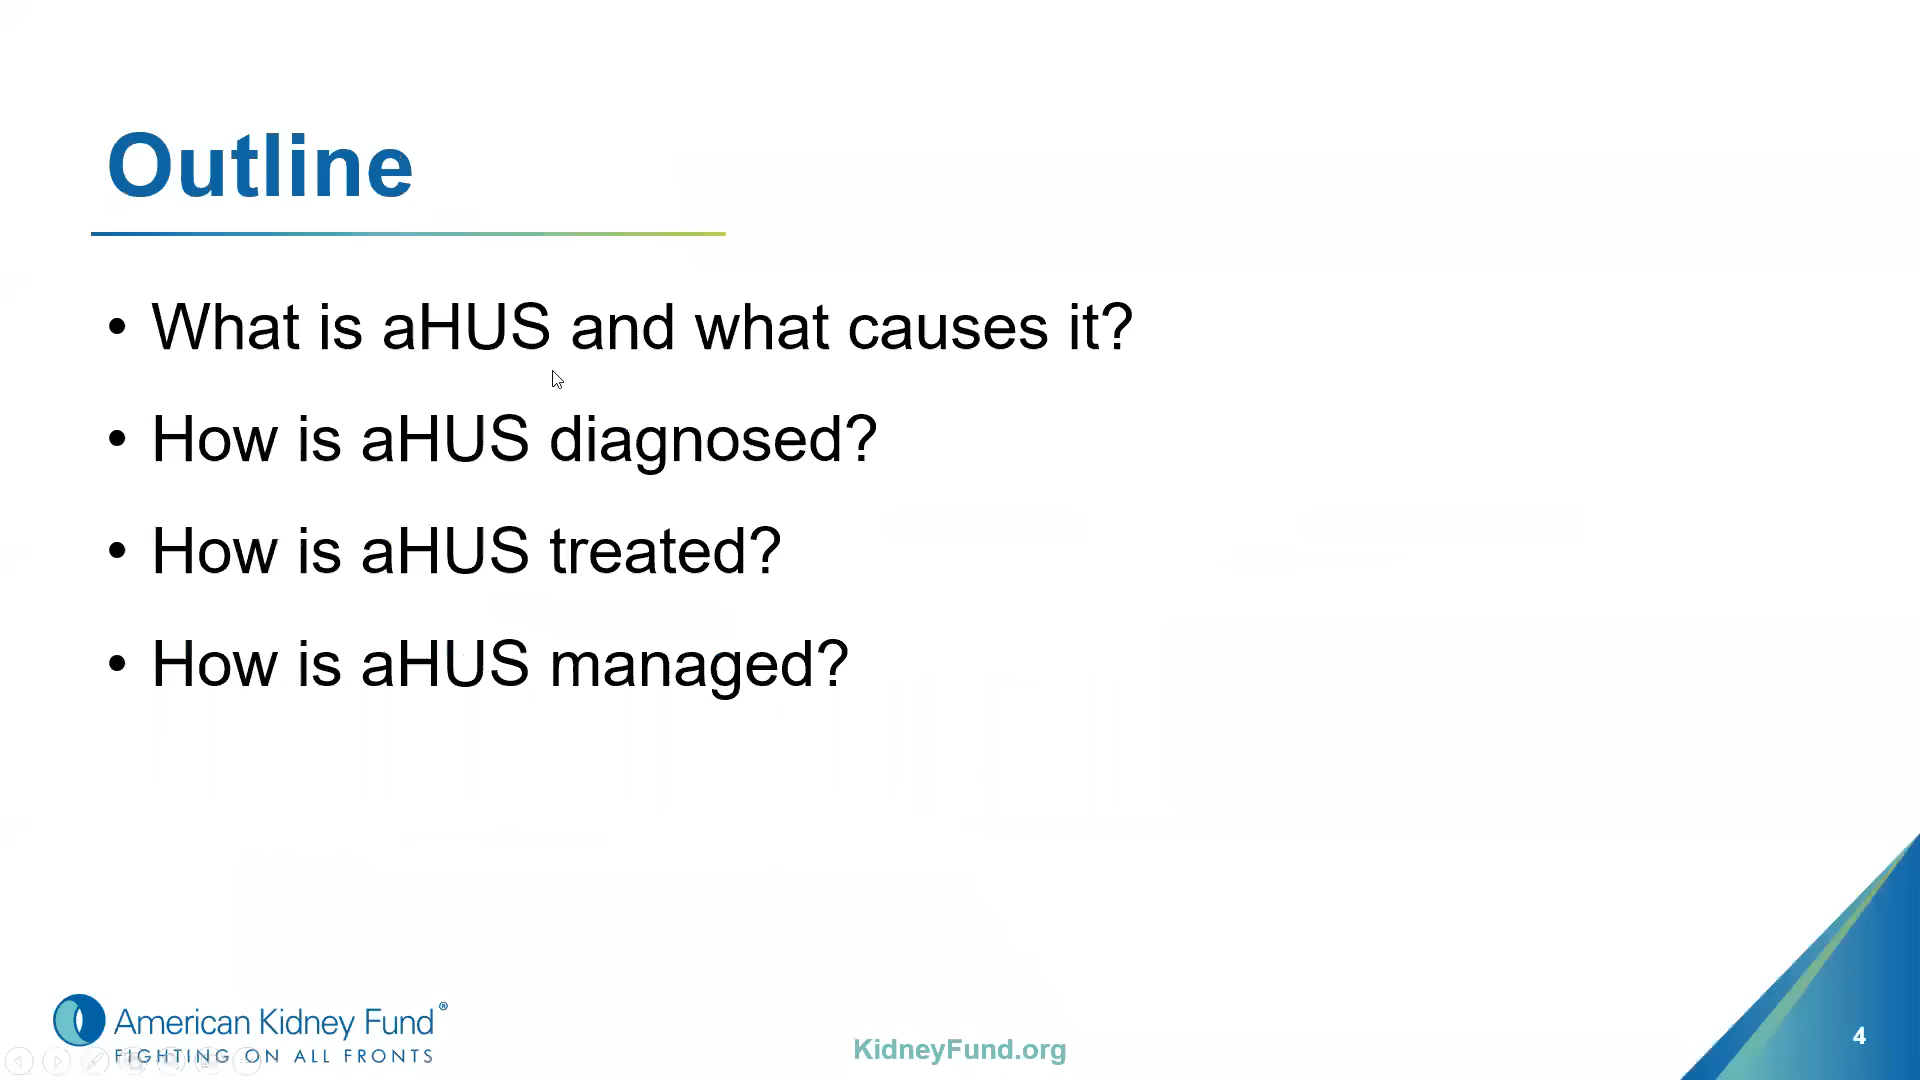 Outline
• What is aHUS and what causes it?
• How is aHUS diagnosed?
• How is aHUS treated?
• How is aHUS managed?
American Kidney Fund®
FIGHTING ON ALL FRONTS
KidneyFund.org
4